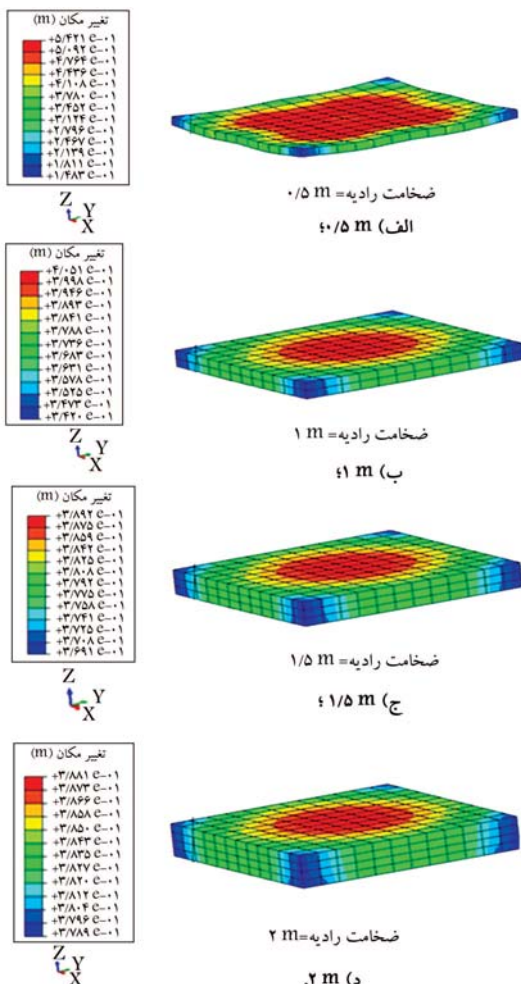 تغییر مکان (m)
+۵/۴۲۱ e-۰۱
+۵/۰۹۲ e-۰۱
+۴/۷۶۴ e-۰۱
+۴/۴۳۶ e-۰۱
+۴/۱۰۸ e-۰۱
+۳/۷۸۰ e-۰۱
+۳/۴۵۲ e-۰۱
+۳/۱۲۴ e-۰۱
+۲/۷۹۶ e-۰۱
+۲/۴۶۷ e-۰۱
+۲/۱۳۹ e-۰۱
+۱/۸۱۱ e-۰۱
+۱/۴۸۳ e-۰۱
Z
Y
X
ضخامت رادیه= ۰/۵ m
الف) ۰/۵ m؛
تغییر مکان (m)
+۴/۰۵۱ e-۰۱
+۳/۹۹۸ e-۰۱
+۳/۹۴۶ e-۰۱
+۳/۸۹۳ e-۰۱
+۳/۸۴۱ e-۰۱
+۳/۷۸۸ e-۰۱
+۳/۷۳۶ e-۰۱
+۳/۶۸۳ e-۰۱
+۳/۶۳۱ e-۰۱
+۳/۵۷۸ e-۰۱
+۳/۵۲۵ e-۰۱
+۳/۴۷۳ e-۰۱
+۳/۴۲۰ e-۰۱
Z
Y
X
ضخامت رادیه= ۱ m
ب) ۱ m؛
تغییر مکان (m)
+۳/۸۹۲ e-۰۱
+۳/۸۷۵ e-۰۱
+۳/۸۵۹ e-۰۱
+۳/۸۴۲ e-۰۱
+۳/۸۲۵ e-۰۱
+۳/۸۰۸ e-۰۱
+۳/۷۹۲ e-۰۱
+۳/۷۷۵ e-۰۱
+۳/۷۵۸ e-۰۱
+۳/۷۴۱ e-۰۱
+۳/۷۲۵ e-۰۱
+۳/۷۰۸ e-۰۱
+۳/۶۹۱ e-۰۱
Z
Y
X
ضخامت رادیه= ۱/۵ m
ج) ۱/۵ m ؛
تغییر مکان (m)
+۳/۸۸۱ e-۰۱
+۳/۸۷۳ e-۰۱
+۳/۸۶۶ e-۰۱
+۳/۸۵۸ e-۰۱
+۳/۸۵۰ e-۰۱
+۳/۸۴۳ e-۰۱
+۳/۸۳۵ e-۰۱
+۳/۸۲۷ e-۰۱
+۳/۸۲۰ e-۰۱
+۳/۸۱۲ e-۰۱
+۳/۸۰۴ e-۰۱
+۳/۷۹۶ e-۰۱
+۳/۷۸۹ e-۰۱
Z
Y
X
ضخامت رادیه= ۲ m
د) ۲ m.